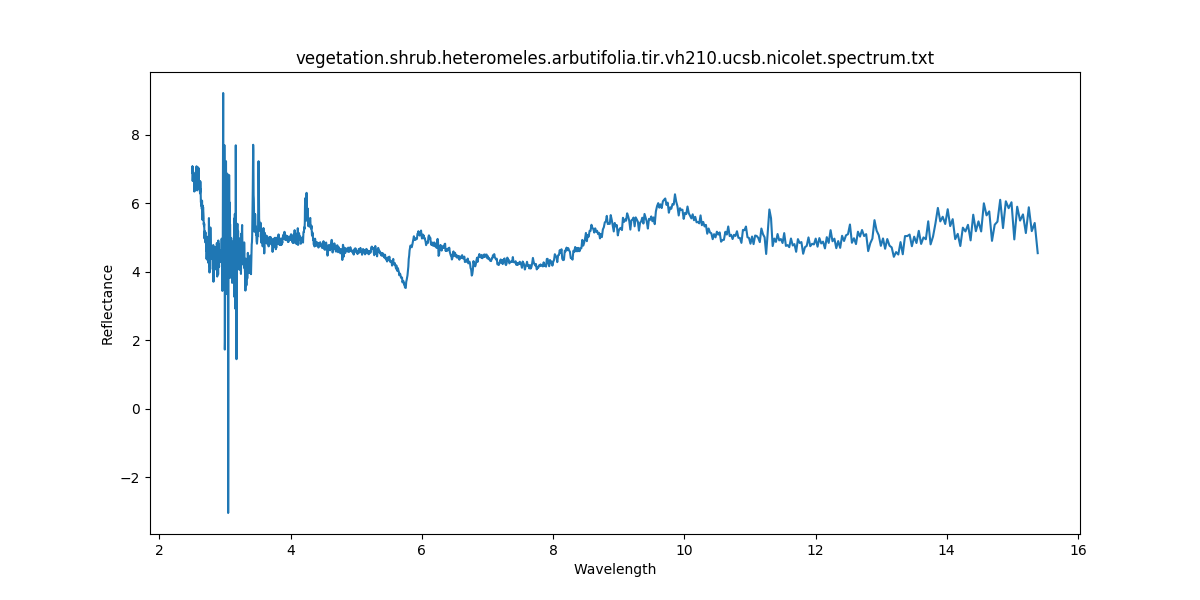 vegetation.shrub.heteromeles.arbutifolia.tir.vh210.ucsb.nicolet.spectrum.txt
8
6
4
2
0
−2
Reflectance
2 4 6 8 10 12 14 16
Wavelength